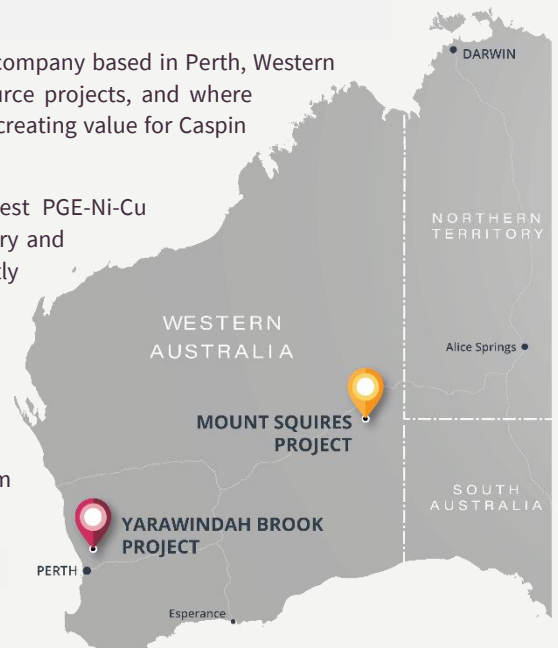 company based in Perth, Western
urce projects, and where
creating value for Caspin
est PGE-Ni-Cu
ry and
tly
m
DARWIN
NORTHERN
TERRITORY
WESTERN
AUSTRALIA
Alice Springs
MOUNT SQUIRES
PROJECT
SOUTH
AUSTRALIA
YARAWINDAH BROOK
PROJECT
PERTH
Esperance